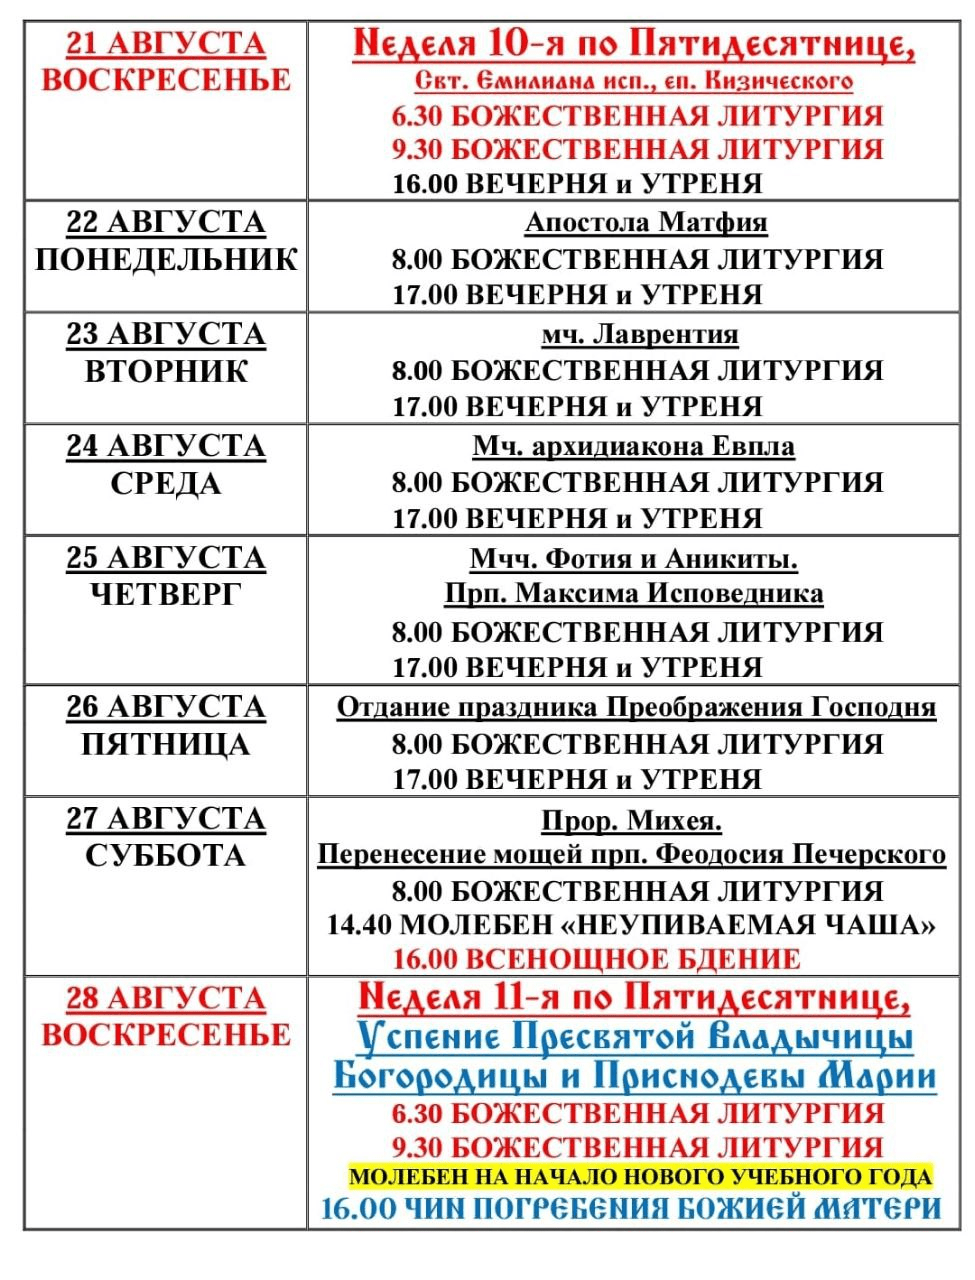 21 АВГУСТА
ВОСКРЕСЕНЬЕ
Неделя 10-я по Пятидесятнице,
Свт. Емилиана исп., еп. Кизического
6.30 БОЖЕСТВЕННАЯ ЛИТУРГИЯ
9.30 БОЖЕСТВЕННАЯ ЛИТУРГИЯ
16.00 ВЕЧЕРНЯ и УТРЕНЯ
22 АВГУСТА
ПОНЕДЕЛЬНИК
Апостола Матфия
8.00 БОЖЕСТВЕННАЯ ЛИТУРГИЯ
17.00 ВЕЧЕРНЯ и УТРЕНЯ
23 АВГУСТА
ВТОРНИК
мч. Лаврентия
8.00 БОЖЕСТВЕННАЯ ЛИТУРГИЯ
17.00 ВЕЧЕРНЯ и УТРЕНЯ
24 АВГУСТА
СРЕДА
Мч. архидиакона Евпла
8.00 БОЖЕСТВЕННАЯ ЛИТУРГИЯ
17.00 ВЕЧЕРНЯ и УТРЕНЯ
25 АВГУСТА
ЧЕТВЕРГ
Мчч. Фотия и Аникиты.
Прп. Максима Исповедника
8.00 БОЖЕСТВЕННАЯ ЛИТУРГИЯ
17.00 ВЕЧЕРНЯ и УТРЕНЯ
26 АВГУСТА
ПЯТНИЦА
Отдание праздника Преображения Господня
8.00 БОЖЕСТВЕННАЯ ЛИТУРГИЯ
17.00 ВЕЧЕРНЯ и УТРЕНЯ
27 АВГУСТА
СУББОТА
Прор. Михея.
Перенесение мощей прп. Феодосия Печерского
8.00 БОЖЕСТВЕННАЯ ЛИТУРГИЯ
14.40 МОЛЕБЕН «НЕУПИВАЕМАЯ ЧАША»
16.00 ВСЕНОЩНОЕ БДЕНИЕ
28 АВГУСТА
ВОСКРЕСЕНЬЕ
Неделя 11-я по Пятидесятнице,
Успение Пресвятой Владычицы
Богородицы и Приснодевы Марии
6.30 БОЖЕСТВЕННАЯ ЛИТУРГИЯ
9.30 БОЖЕСТВЕННАЯ ЛИТУРГИЯ
МОЛЕБЕН НА НАЧАЛО НОВОГО УЧЕБНОГО ГОДА
16.00 ЧИН ПОГРЕБЕНИЯ БОЖИЕЙ МАТЕРИ